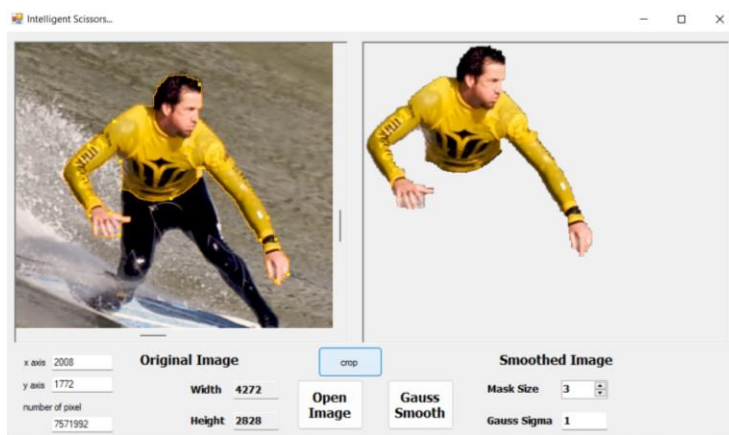 Intelligent Scissors...
Original Image
crop
Smoothed Image
x axis 2008
y axis 1772
number of pixel
7571992
Width 4272
Height 2828
Open
Image
Gauss
Smooth
Mask Size 3
Gauss Sigma 1